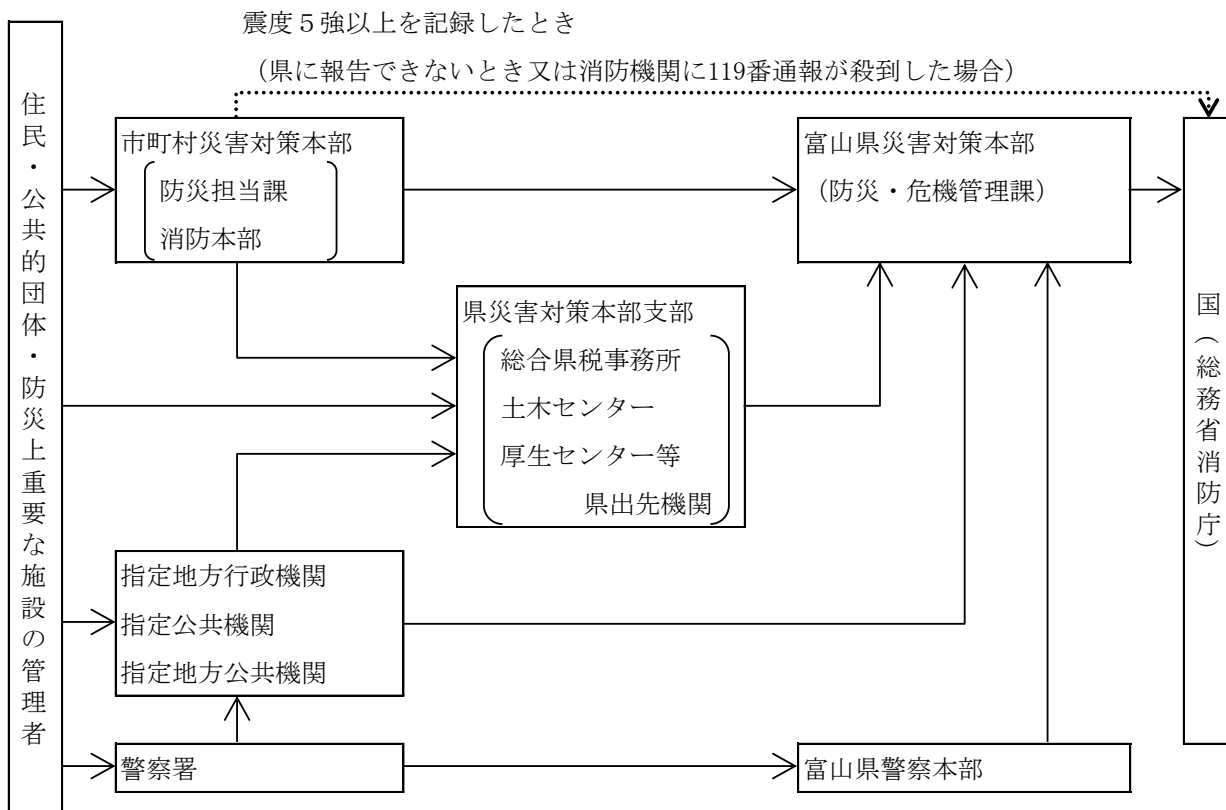 震度５強以上を記録したとき
（県に報告できないとき又は消防機関に119番通報が殺到した場合）
住民・公共的団体・防災上重要な施設の管理者
市町村災害対策本部
防災担当課
消防本部
富山県災害対策本部
（防災・危機管理課）
国（総務省消防庁）
県災害対策本部支部
総合県税事務所
土木センター
厚生センター等
県出先機関
指定地方行政機関
指定公共機関
指定地方公共機関
警察署
富山県警察本部